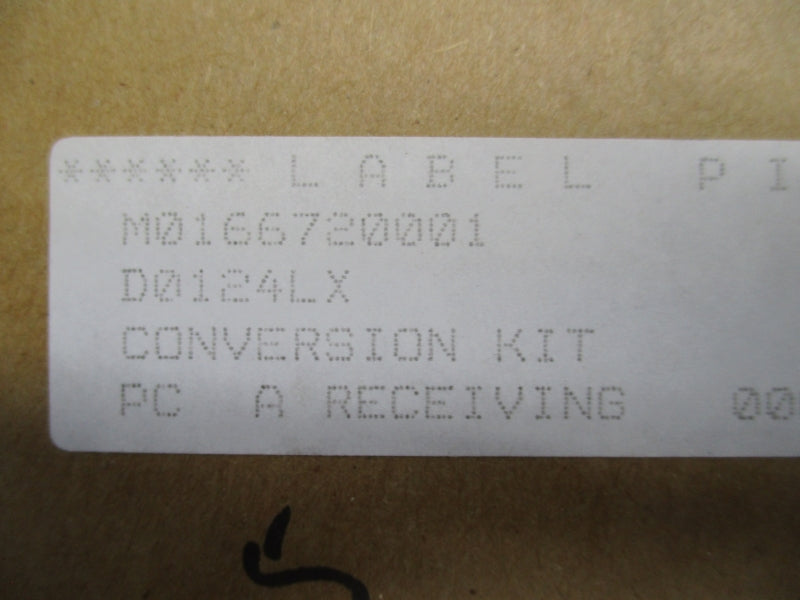 ****** L A B E L  P I
M0166720001
D0124LX
CONVERSION KIT
PC  A RECEIVING  00